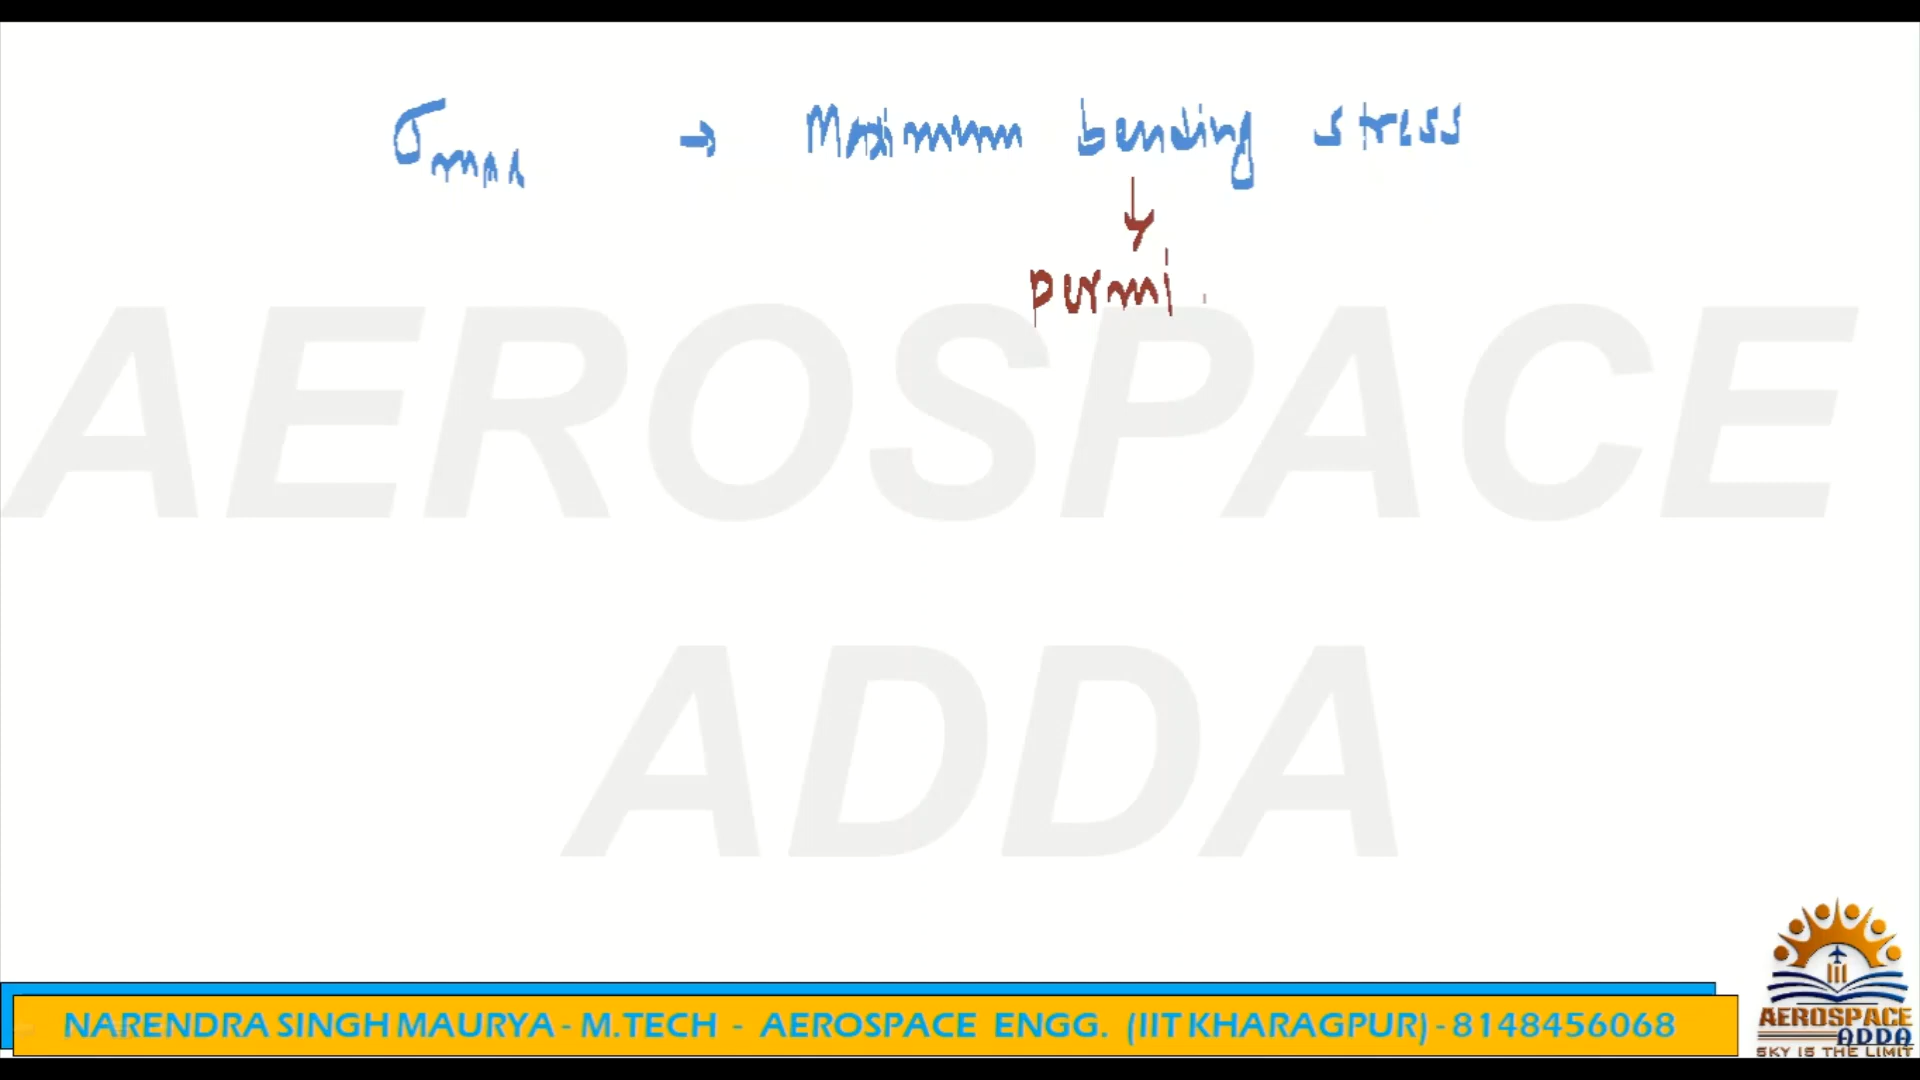 σmax → Maximum bending stress
↓
permi
AEROSPACE
ADDA
NARENDRA SINGH MAURYA - M.TECH - AEROSPACE ENGG. (IIT KHARAGPUR) - 8148456068
AEROSPACE
ADDA
SKY IS THE LIMIT